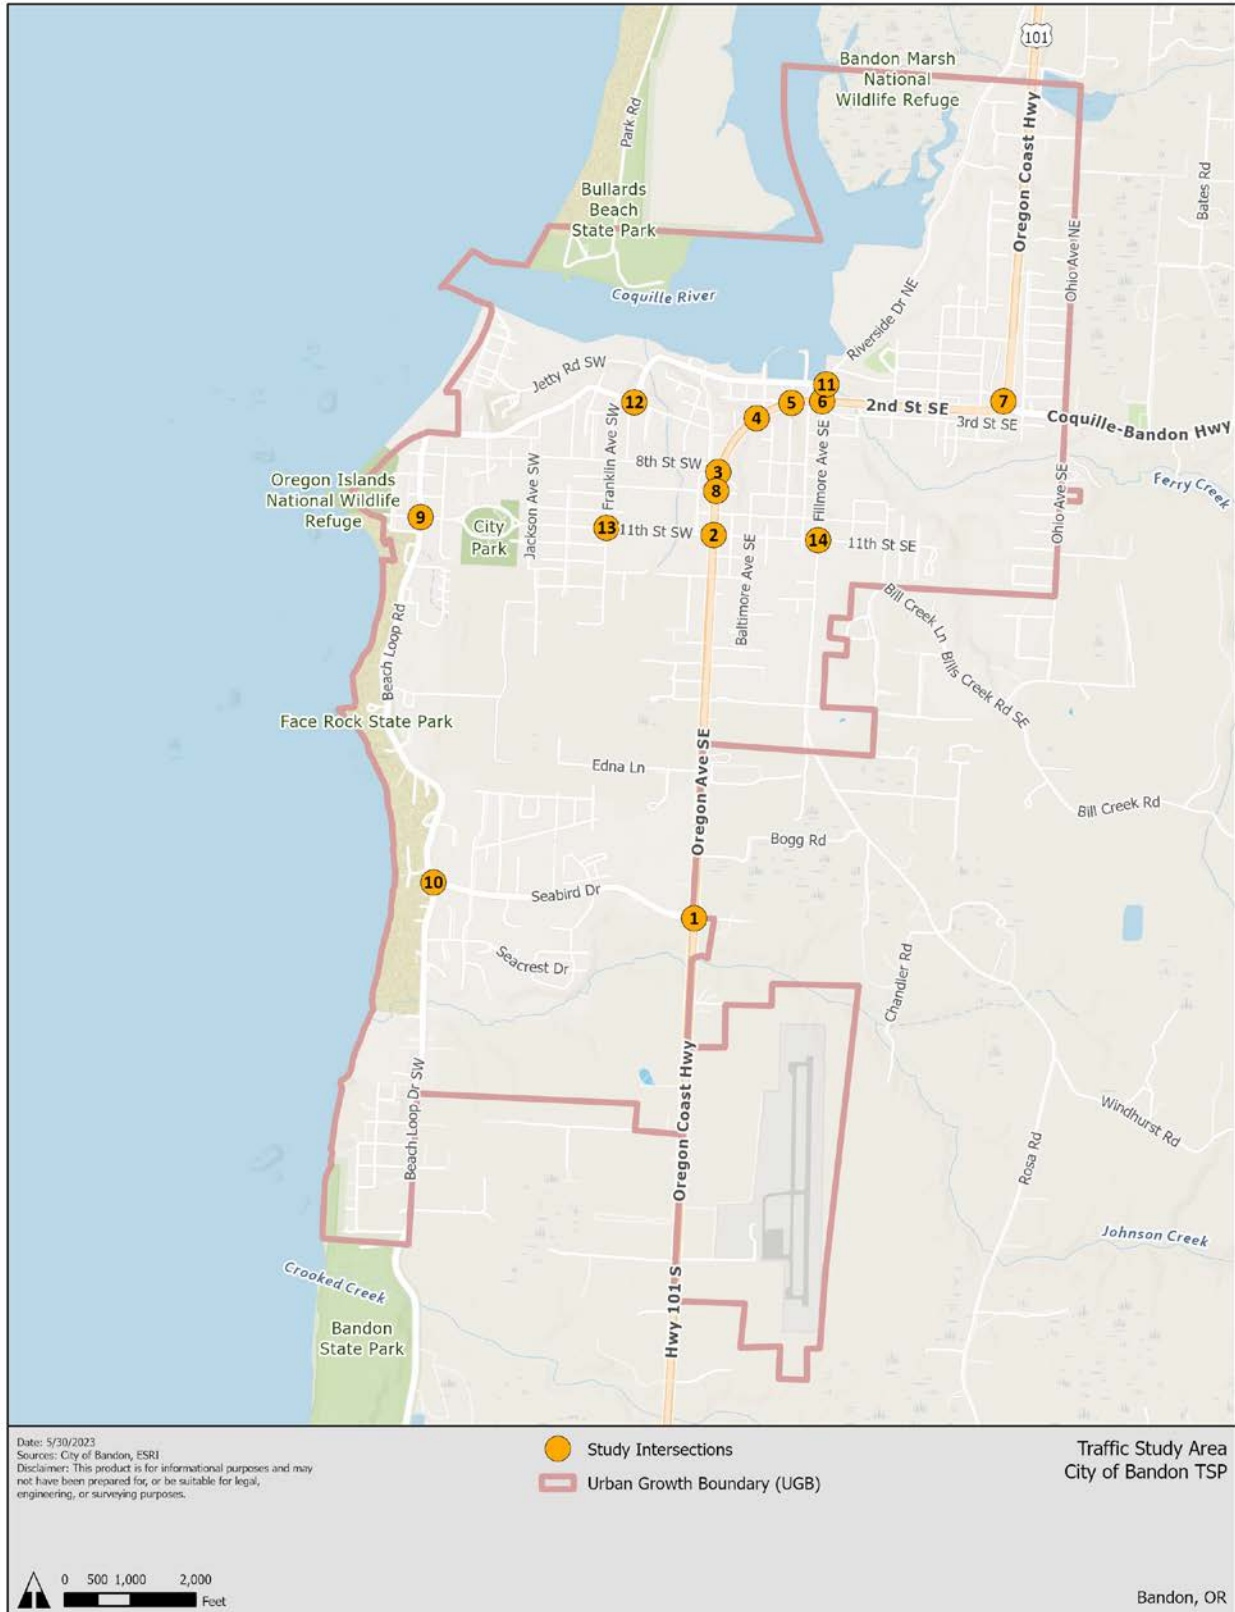 101
Bandon Marsh
National
Wildlife Refuge
Park Rd
Oregon Coast Hwy
Bates Rd
Bullards
Beach
State Park
Ohio Ave NE
Coquille River
Riverside Dr NE
Jetty Rd SW
11
12
5
6
7
2nd St SE
4
3rd St SE
Coquille-Bandon Hwy
Franklin Ave SW
8th St SW
3
Fillmore Ave SE
Oregon Islands
National Wildlife
Refuge
8
Ferry Creek
Ohio Ave SE
9
City
Park
Jackson Ave SW
13
11th St SW
2
Baltimore Ave SE
14
11th St SE
Bill Creek Ln
Beach Loop Rd
Bills Creek Rd SE
Face Rock State Park
Edna Ln
Oregon Ave SE
Bill Creek Rd
Bogg Rd
10
Seabird Dr
1
Seacrest Dr
Chandler Rd
Beach Loop Dr SW
Oregon Coast Hwy
Windhurst Rd
Rosa Rd
Johnson Creek
Crooked Creek
Hwy 101 S
Bandon
State Park
Date: 5/30/2023
Sources: City of Bandon, ESRI
Disclaimer: This product is for informational purposes and may
not have been prepared for, or be suitable for legal,
engineering, or surveying purposes.
Study Intersections
Urban Growth Boundary (UGB)
Traffic Study Area
City of Bandon TSP
0 500 1,000 2,000
Feet
Bandon, OR